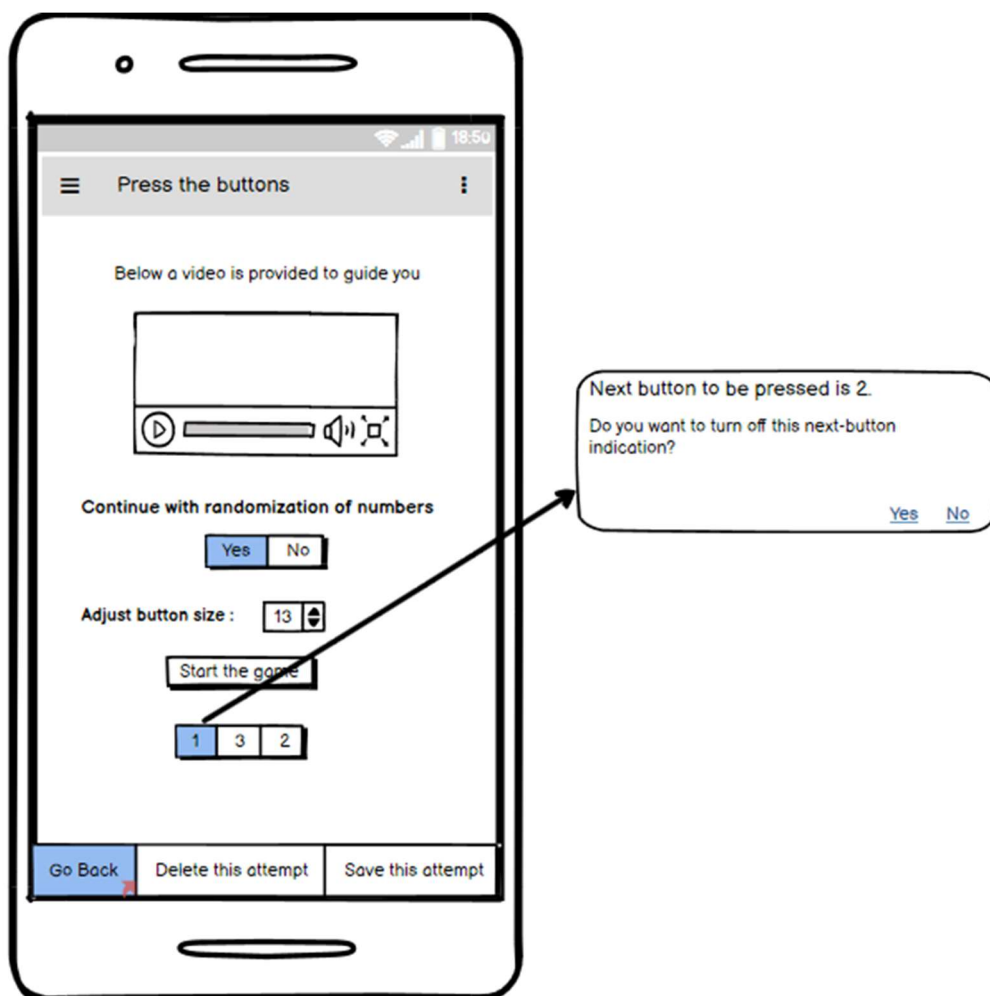 18:50
Press the buttons
Below a video is provided to guide you
Continue with randomization of numbers
Yes No
Adjust button size : 13
Start the game
1 3 2
Go Back Delete this attempt Save this attempt
Next button to be pressed is 2.
Do you want to turn off this next-button
indication?
Yes No